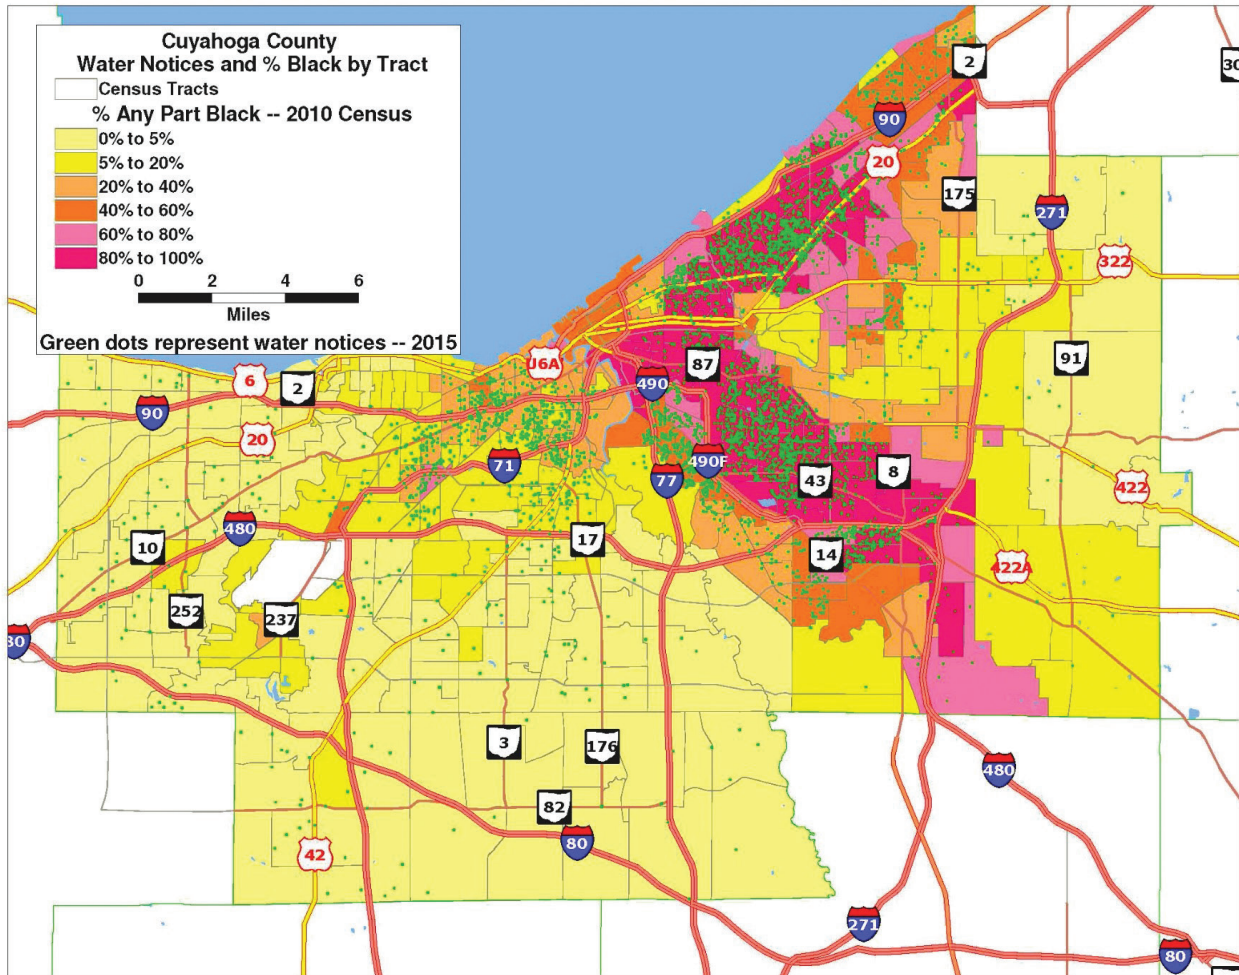 Cuyahoga County
Water Notices and % Black by Tract
Census Tracts
% Any Part Black -- 2010 Census
0% to 5%
5% to 20%
20% to 40%
40% to 60%
60% to 80%
80% to 100%
0 2 4 6
Miles
Green dots represent water notices -- 2015
2
30
90
20
175
271
322
U6A
87
91
6
2
490
90
20
71
490F
77
43
8
422
480
10
17
14
422A
252
237
80
3
176
480
82
80
42
271
80